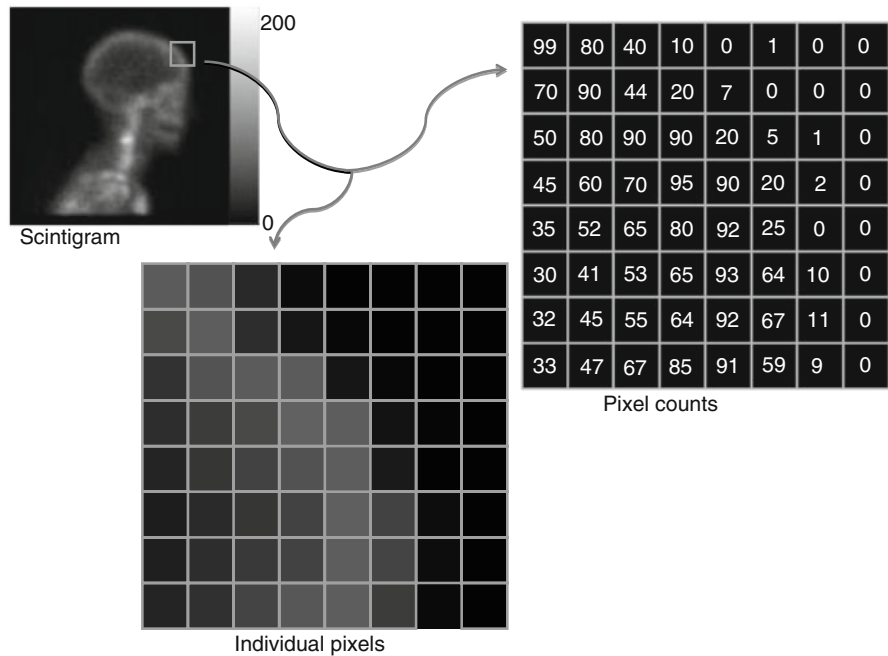 200
0
Scintigram
99 80 40 10 0 1 0 0
70 90 44 20 7 0 0 0
50 80 90 90 20 5 1 0
45 60 70 95 90 20 2 0
35 52 65 80 92 25 0 0
30 41 53 65 93 64 10 0
32 45 55 64 92 67 11 0
33 47 67 85 91 59 9 0
Pixel counts
Individual pixels